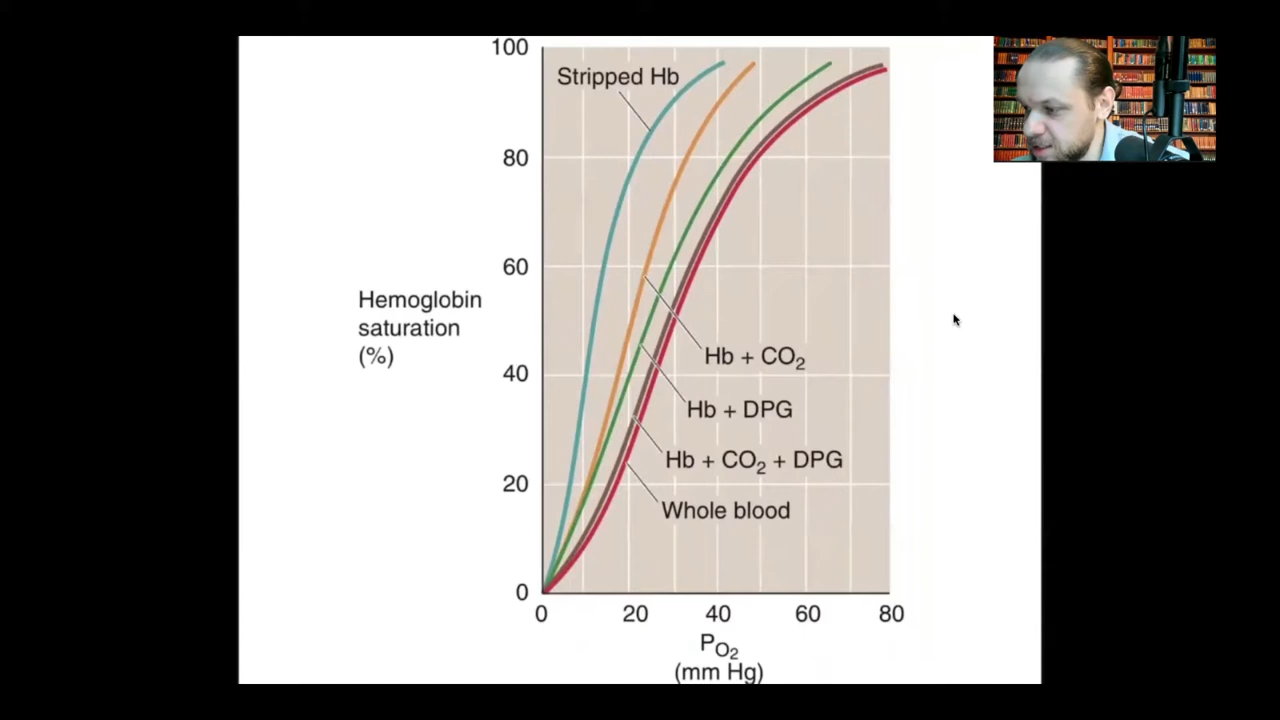 100
Stripped Hb
80
60
Hemoglobin
saturation
(%)
Hb + CO₂
40
Hb + DPG
Hb + CO₂ + DPG
20
Whole blood
0
0 20 40 60 80
P_O₂
(mm Hg)